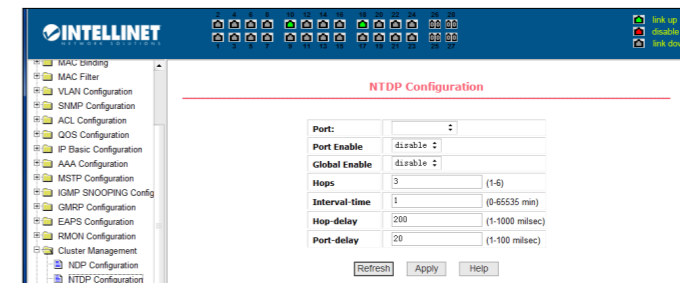 2 4 6 8 10 12 14 16 18 20 22 24 26 28
INTELLINET
NETWORK SOLUTIONS
1 3 5 7 9 11 13 15 17 19 21 23 25 27
link up
disable
link dow
MAC Binding
MAC Filter
VLAN Configuration
SNMP Configuration
ACL Configuration
QOS Configuration
IP Basic Configuration
AAA Configuration
MSTP Configuration
IGMP SNOOPING Config
GMRP Configuration
EAPS Configuration
RMON Configuration
Cluster Management
NDP Configuration
NTDP Configuration
NTDP Configuration
Port:
Port Enable disable
Global Enable disable
Hops 3 (1-6)
Interval-time 1 (0-65535 min)
Hop-delay 200 (1-1000 milsec)
Port-delay 20 (1-100 milsec)
Refresh Apply Help